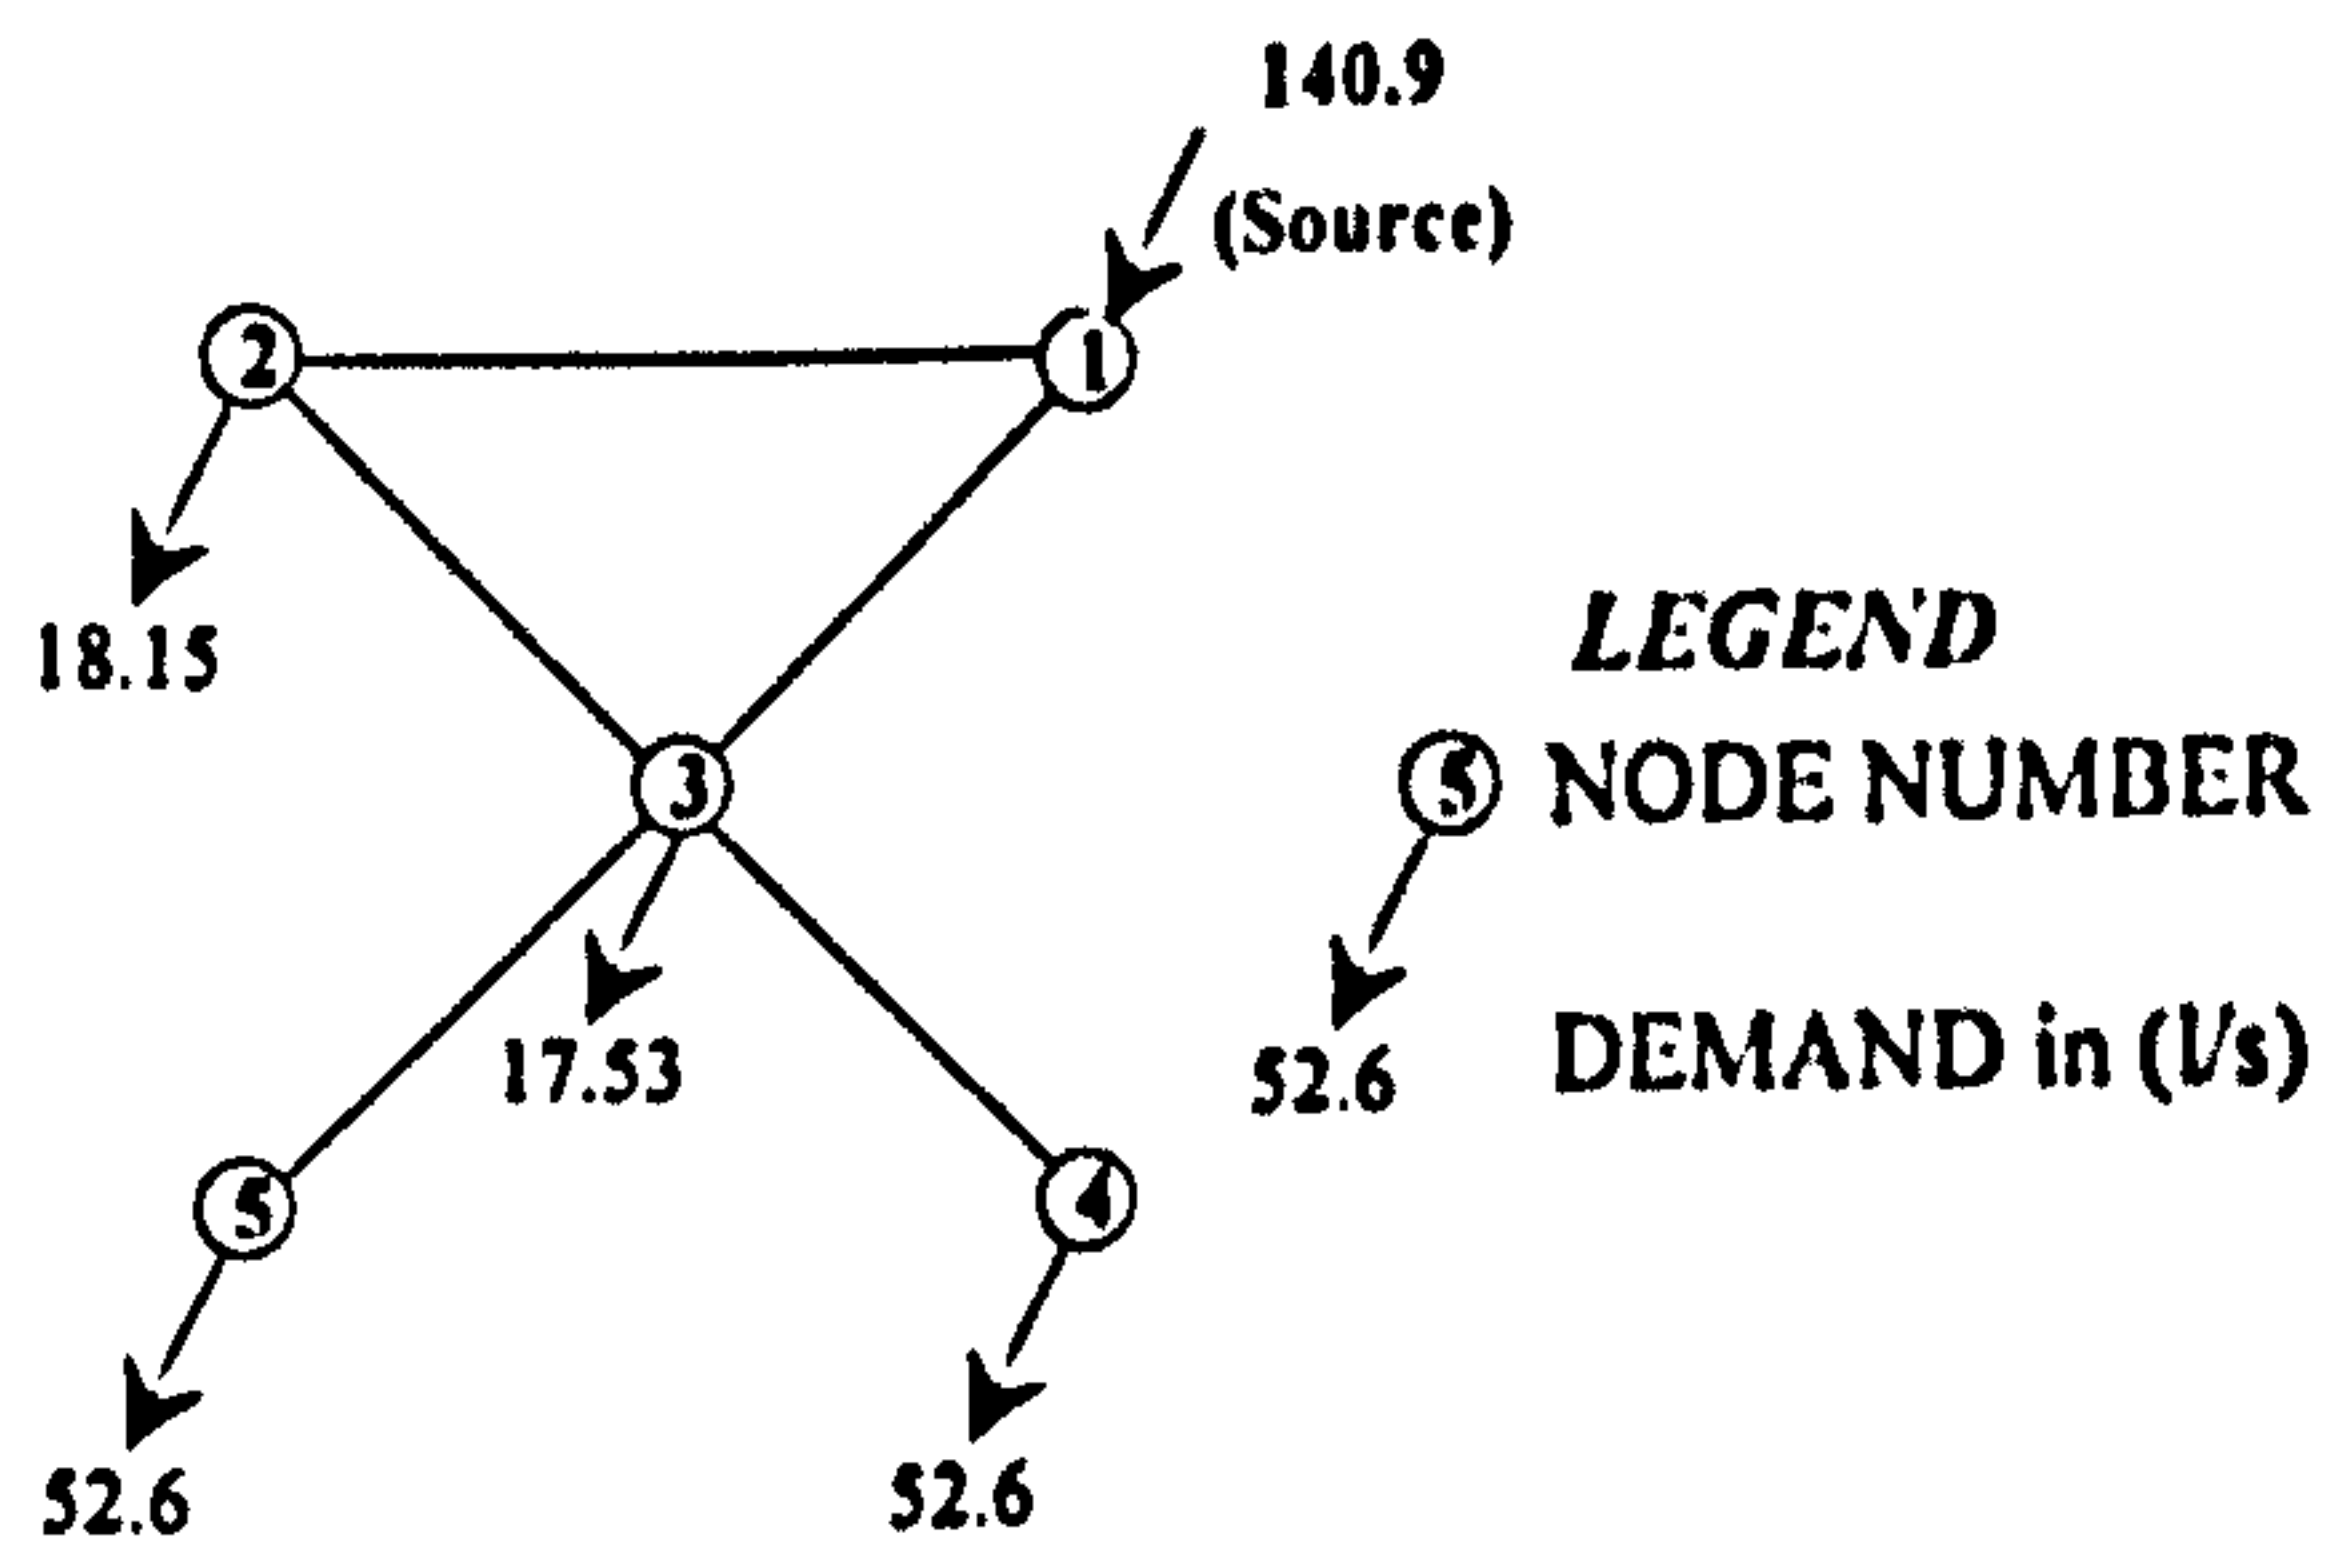 140.9
(Source)
2
1
18.15
LEGEND
3
5 NODE NUMBER
17.53
52.6
DEMAND in (l/s)
5
4
52.6
52.6